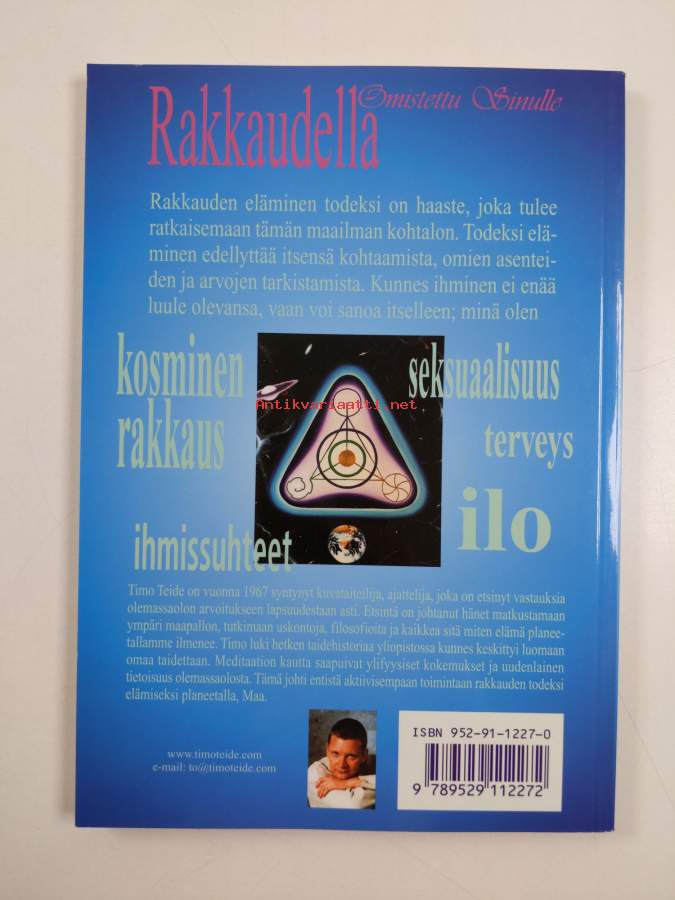 Omistettu Sinulle
Rakkaudella
Rakkauden eläminen todeksi on haaste, joka tulee
ratkaisemaan tämän maailman kohtalon. Todeksi elä-
minen edellyttää itsensä kohtaamista, omien asentei-
den ja arvojen tarkistamista. Kunnes ihminen ei enää
luule olevansa, vaan voi sanoa itselleen; minä olen
kosminen
rakkaus
seksuaalisuus
terveys
Antikvariaatti.net
ilo
ihmissuhteet
Timo Teide on vuonna 1967 syntynyt kuvataiteilija, ajattelija, joka on etsinyt vastauksia
olemassaolon arvoitukseen lapsuudestaan asti. Etsintä on johtanut hänet matkustamaan
ympäri maapallon, tutkimaan uskontoja, filosofioita ja kaikkea sitä miten elämä planee-
tallamme ilmenee. Timo luki hetken taidehistoriaa yliopistossa kunnes keskittyi luomaan
omaa taidettaan. Meditaation kautta saapuivat ylifyysiset kokemukset ja uudenlainen
tietoisuus olemassaolosta. Tämä johti entistä aktiivisempaan toimintaan rakkauden todeksi
elämiseksi planeetalla, Maa.
www.timoteide.com
e-mail: to@timoteide.com
ISBN 952-91-1227-0
9 789529 112272